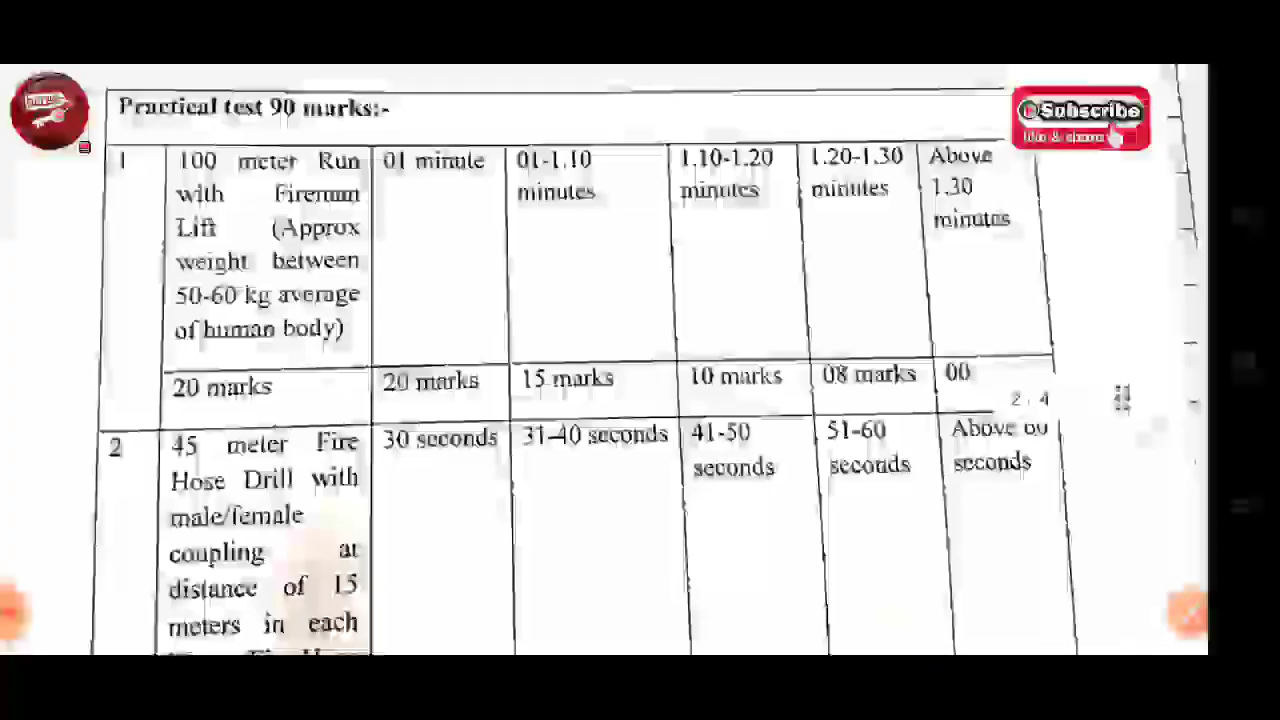 Practical test 90 marks:-
Subscribe
like & share
1
100 meter Run
with Fireman
Lift (Approx
weight between
50-60 kg average
of human body)
01 minute
01-1.10
minutes
1.10-1.20
minutes
1.20-1.30
minutes
Above
1.30
minutes
20 marks
20 marks
15 marks
10 marks
08 marks
00
2
45 meter Fire
Hose Drill with
male/female
coupling at
distance of 15
meters in each
30 seconds
31-40 seconds
41-50
seconds
51-60
seconds
Above 60
seconds